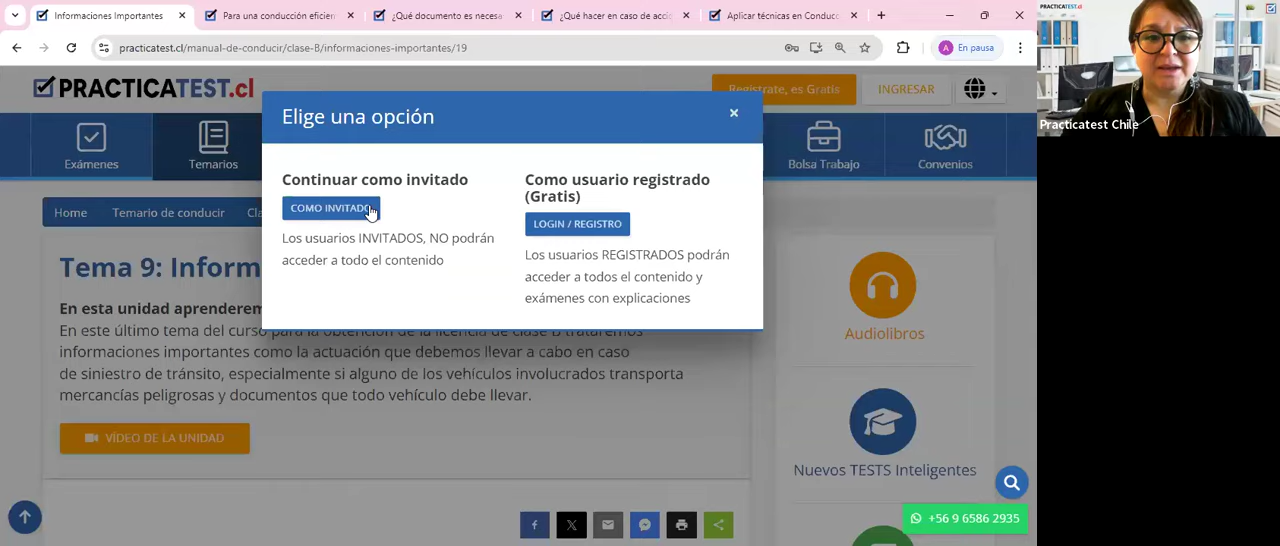 Informaciones Importantes
Para una conducción eficien
¿Qué documento es necesa
¿Qué hacer en caso de acci
Aplicar técnicas en Conduc
practicatest.cl/manual-de-conducir/clase-B/informaciones-importantes/19
A En pausa
PRACTICATEST.cl
Regístrate, es Gratis
INGRESAR
Exámenes
Temarios
Bolsa Trabajo
Convenios
Elige una opción
×
Continuar como invitado
COMO INVITADO
Los usuarios INVITADOS, NO podrán
acceder a todo el contenido
Como usuario registrado
(Gratis)
LOGIN / REGISTRO
Los usuarios REGISTRADOS podrán
acceder a todos el contenido y
exámenes con explicaciones
Home
Temario de conducir
Cla
Tema 9: Inform
En esta unidad aprenderem
En este último tema del curso para la obtención de la licencia de clase B trataremos
informaciones importantes como la actuación que debemos llevar a cabo en caso
de siniestro de tránsito, especialmente si alguno de los vehículos involucrados transporta
mercancías peligrosas y documentos que todo vehículo debe llevar.
VÍDEO DE LA UNIDAD
Audiolibros
Nuevos TESTS Inteligentes
+56 9 6586 2935
PRACTICATEST.cl
Practicatest Chile